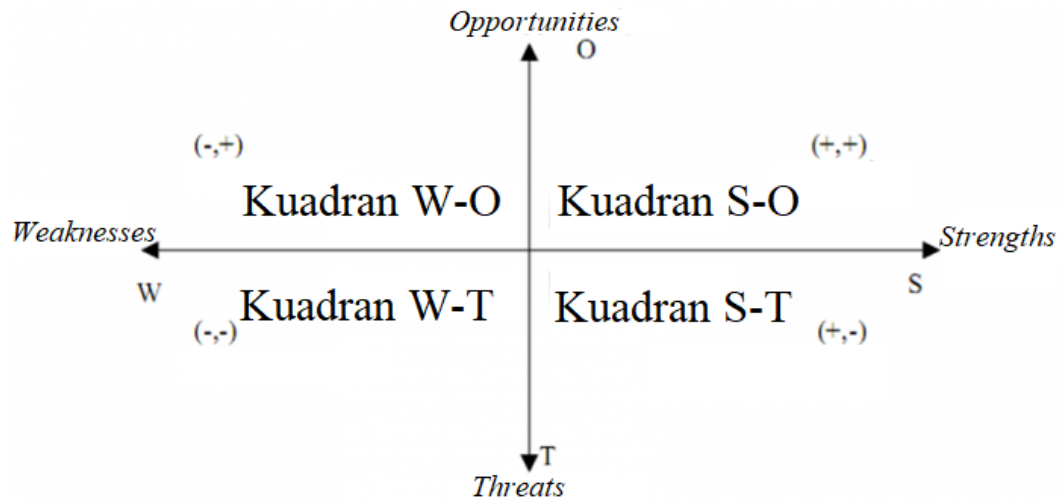 Opportunities
O
(-,+)
(+,+)
Kuadran W-O
Kuadran S-O
Weaknesses
Strengths
W
S
Kuadran W-T
Kuadran S-T
(-,-)
(+,-)
T
Threats